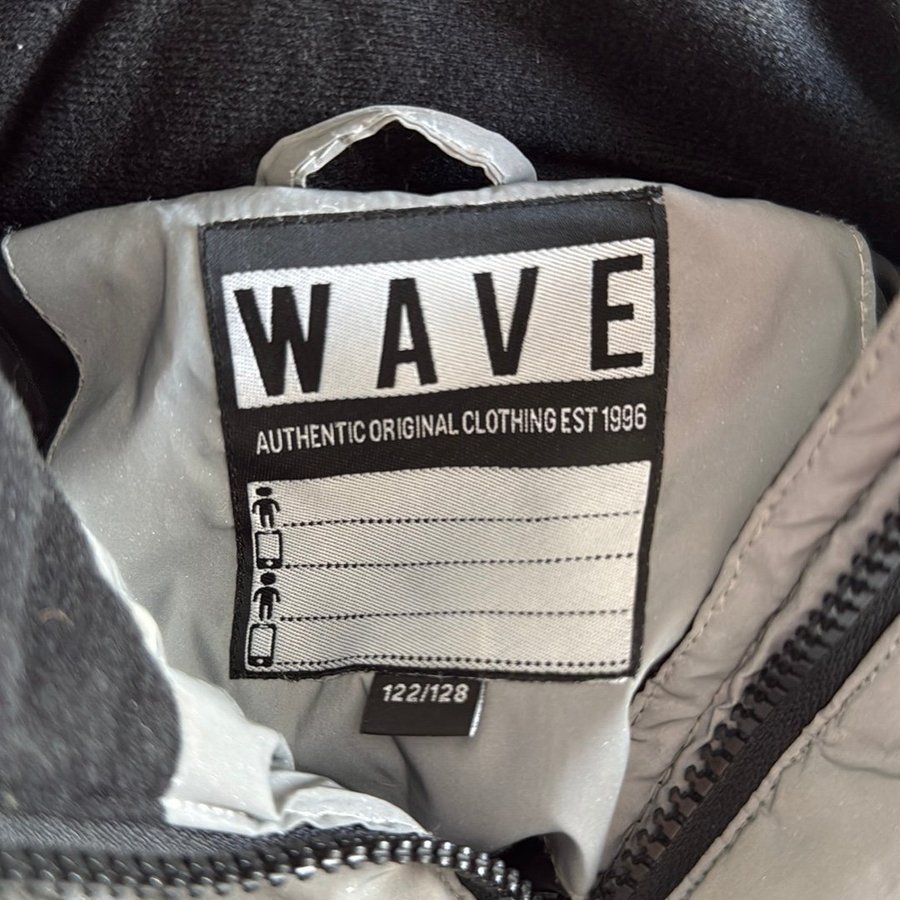 WAVE
AUTHENTIC ORIGINAL CLOTHING EST 1996
122/128